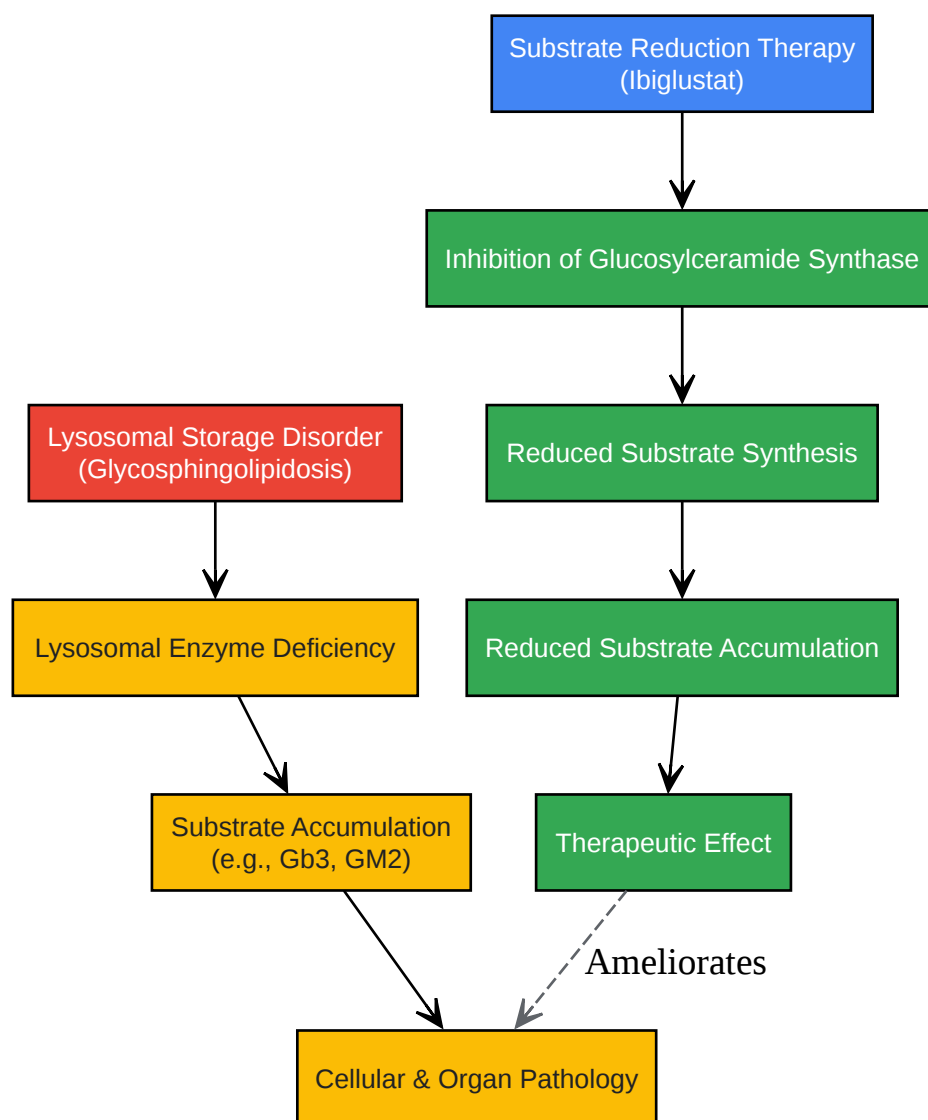 Substrate Reduction Therapy
(Ibiglustat)
Inhibition of Glucosylceramide Synthase
Lysosomal Storage Disorder
(Glycosphingolipidosis)
Reduced Substrate Synthesis
Lysosomal Enzyme Deficiency
Reduced Substrate Accumulation
Substrate Accumulation
(e.g., Gb3, GM2)
Therapeutic Effect
Ameliorates
Cellular & Organ Pathology